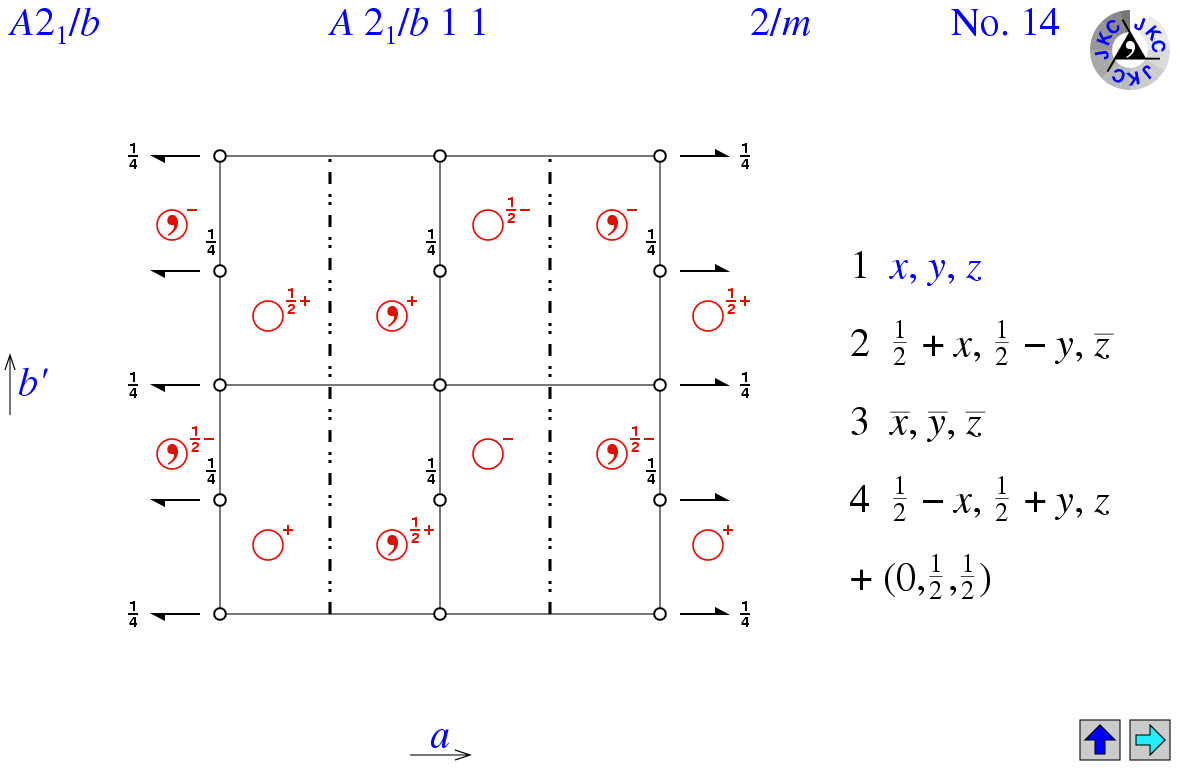 A2₁/b A 2₁/b 1 1 2/m No. 14
JKC JKC JKC
1/4 1/4
− 1/2− −
1/4 1/4 1/4
1/2+ + 1/2+
b′ 1/4 1/4
1/2− − 1/2−
1/4 1/4 1/4
+ 1/2+ +
1/4 1/4
a
1 x, y, z
2 1/2 + x, 1/2 − y, z̅
3 x̅, y̅, z̅
4 1/2 − x, 1/2 + y, z
+ (0,1/2,1/2)